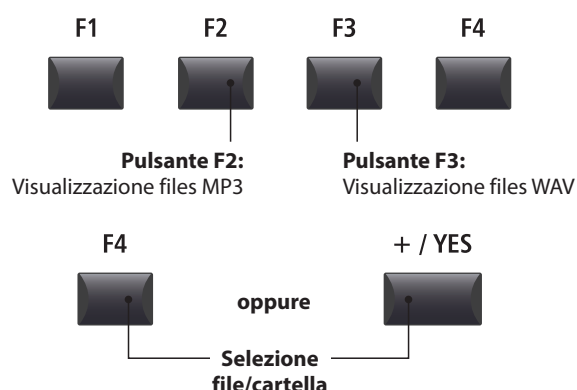 F1 F2 F3 F4
Pulsante F2: Pulsante F3:
Visualizzazione files MP3 Visualizzazione files WAV
F4 + / YES
oppure
Selezione
file/cartella